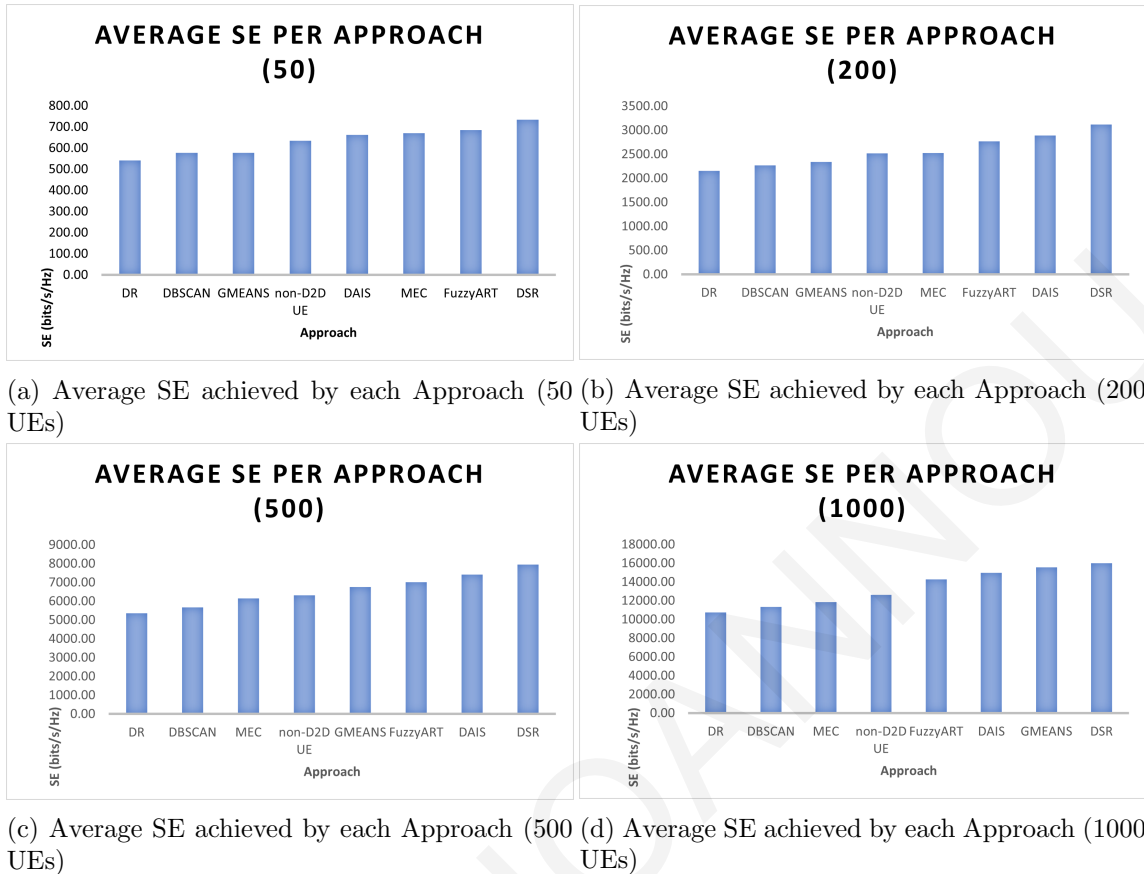 AVERAGE SE PER APPROACH
(50)
800.00
700.00
600.00
500.00
400.00
300.00
200.00
100.00
0.00
SE (bits/s/Hz)
DR DBSCAN GMEANS non-D2D DAIS MEC FuzzyART DSR
UE
Approach
(a) Average SE achieved by each Approach (50
UEs)
AVERAGE SE PER APPROACH
(200)
3500.00
3000.00
2500.00
2000.00
1500.00
1000.00
500.00
0.00
SE (bits/s/Hz)
DR DBSCAN GMEANS non-D2D MEC FuzzyART DAIS DSR
UE
Approach
(b) Average SE achieved by each Approach (200
UEs)
AVERAGE SE PER APPROACH
(500)
9000.00
8000.00
7000.00
6000.00
5000.00
4000.00
3000.00
2000.00
1000.00
0.00
SE (bits/s/Hz)
DR DBSCAN MEC non-D2D GMEANS FuzzyART DAIS DSR
UE
Approach
(c) Average SE achieved by each Approach (500
UEs)
AVERAGE SE PER APPROACH
(1000)
18000.00
16000.00
14000.00
12000.00
10000.00
8000.00
6000.00
4000.00
2000.00
0.00
SE (bits/s/Hz)
DR DBSCAN MEC non-D2D FuzzyART DAIS GMEANS DSR
UE
Approach
(d) Average SE achieved by each Approach (1000
UEs)